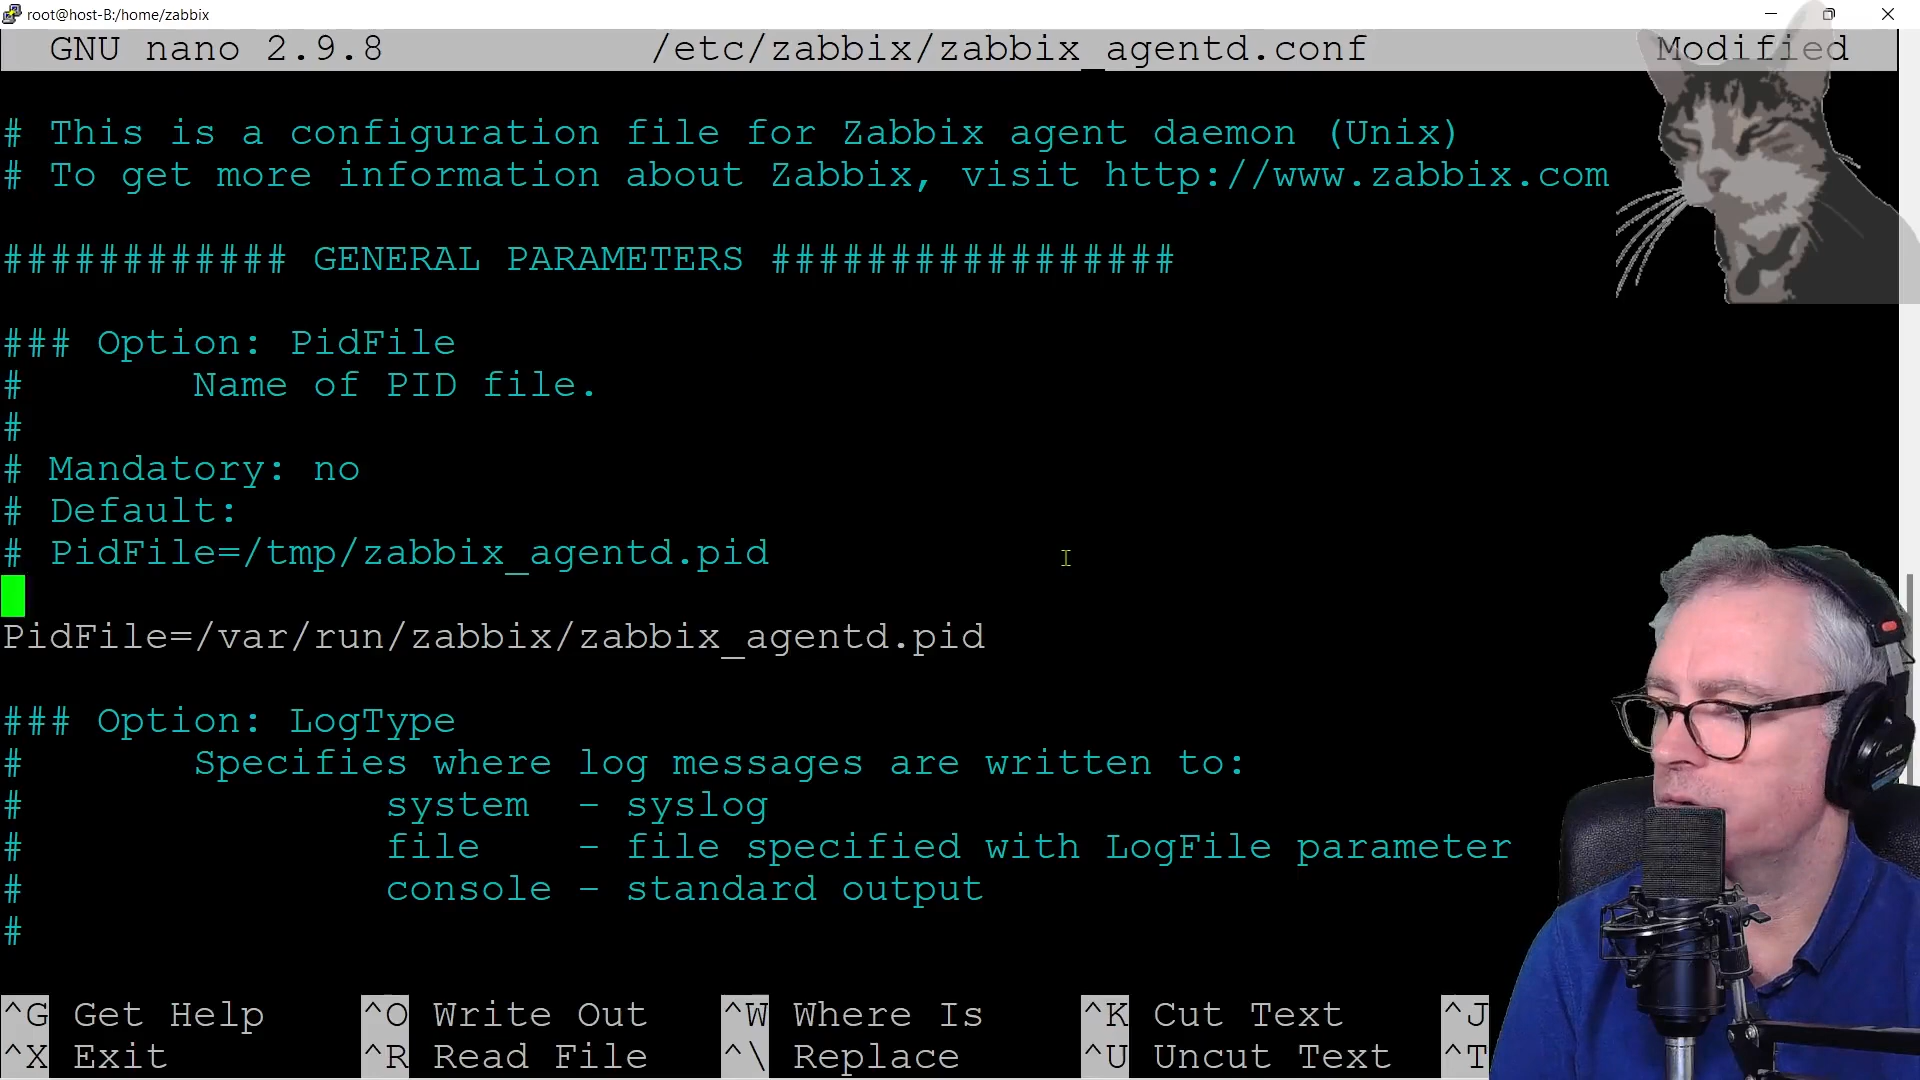 root@host-B:/home/zabbix
GNU nano 2.9.8 /etc/zabbix/zabbix_agentd.conf Modified
# This is a configuration file for Zabbix agent daemon (Unix)
# To get more information about Zabbix, visit http://www.zabbix.com
############ GENERAL PARAMETERS #################
### Option: PidFile
# Name of PID file.
#
# Mandatory: no
# Default:
# PidFile=/tmp/zabbix_agentd.pid
PidFile=/var/run/zabbix/zabbix_agentd.pid
### Option: LogType
# Specifies where log messages are written to:
# system - syslog
# file - file specified with LogFile parameter
# console - standard output
#
^G Get Help ^O Write Out ^W Where Is ^K Cut Text ^J
^X Exit ^R Read File ^\ Replace ^U Uncut Text ^T